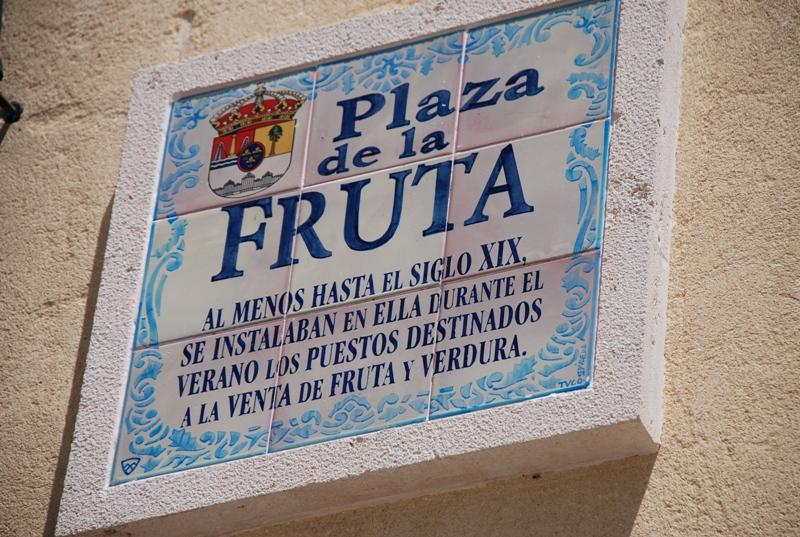 Plaza
de la
FRUTA
AL MENOS HASTA EL SIGLO XIX,
SE INSTALABAN EN ELLA DURANTE EL
VERANO LOS PUESTOS DESTINADOS
A LA VENTA DE FRUTA Y VERDURA.